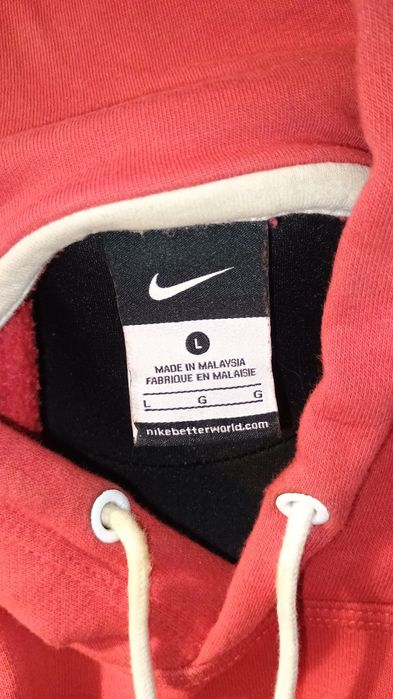 L
MADE IN MALAYSIA
FABRIQUE EN MALAISIE
L G G
nikebetterworld.com